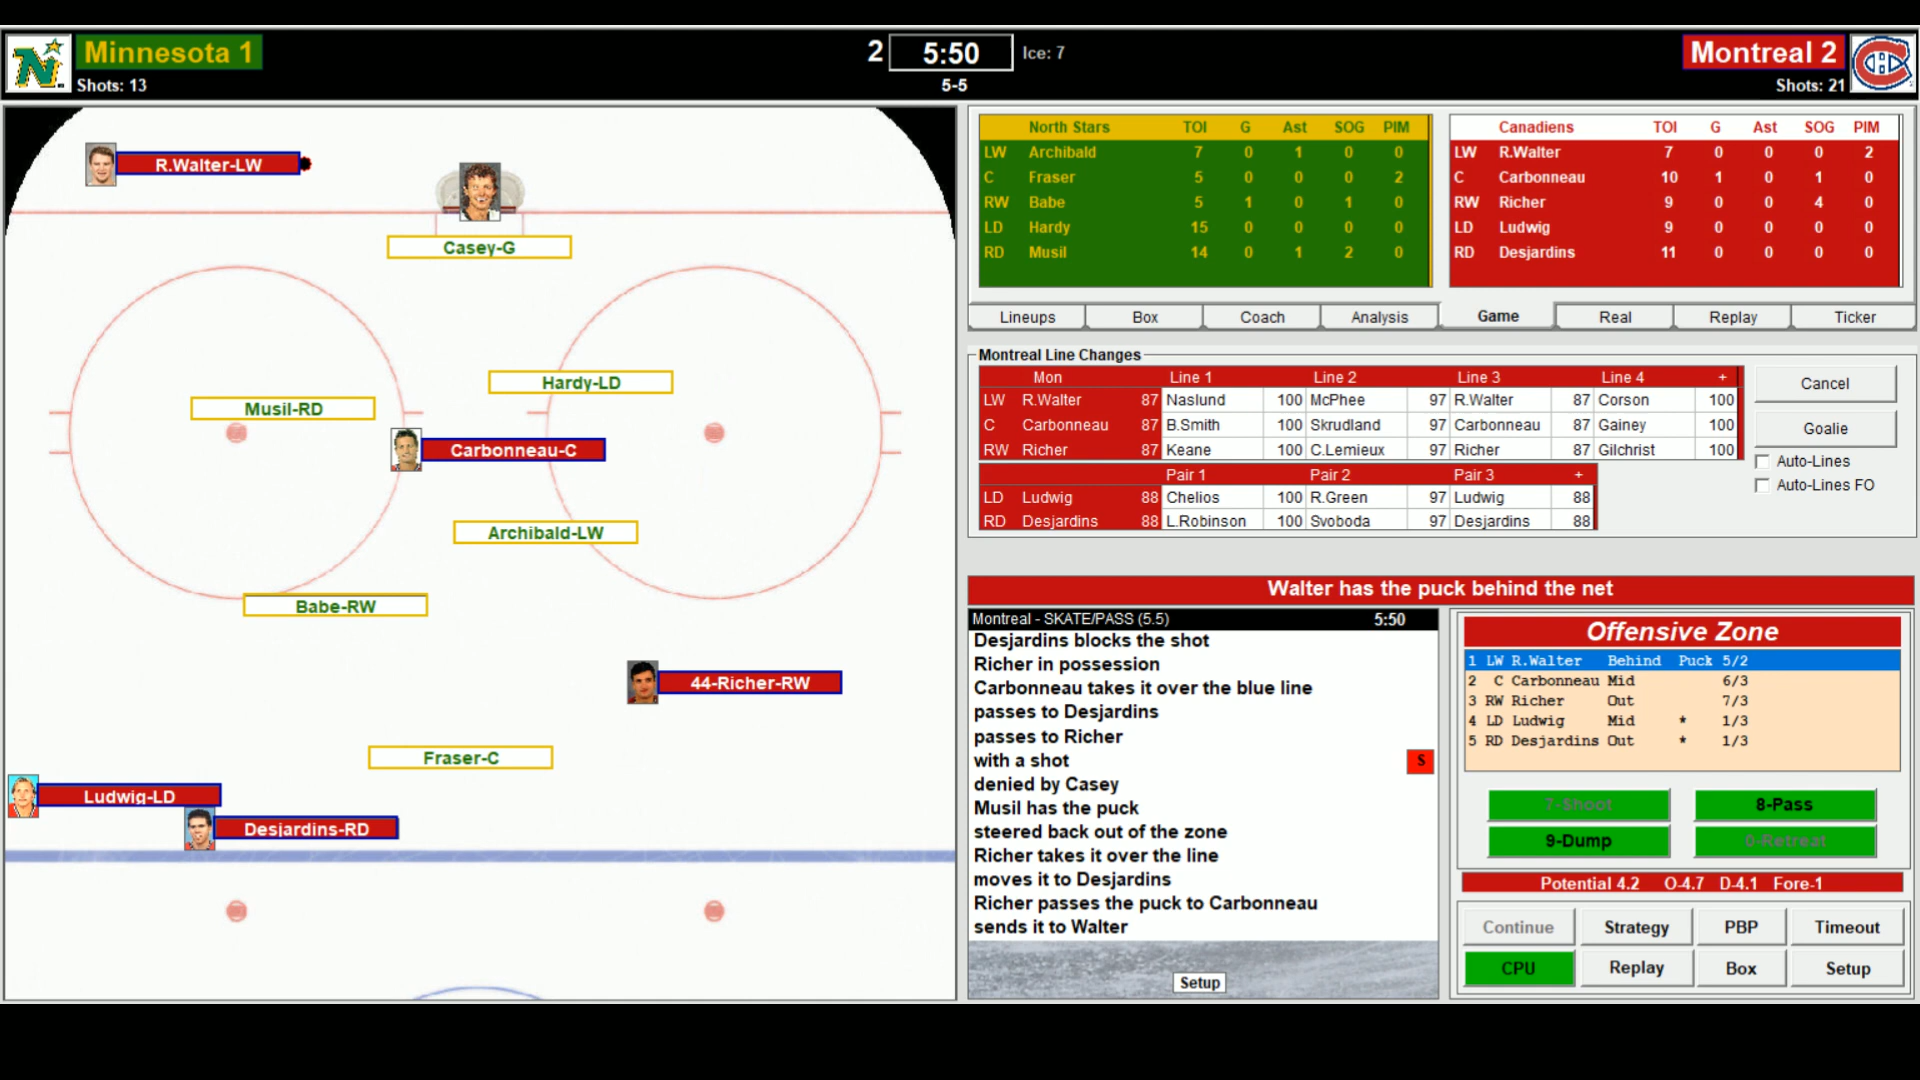 Minnesota 1
Shots: 13
2 5:50 Ice: 7
5-5
Montreal 2
Shots: 21
R.Walter-LW
Casey-G
Hardy-LD
Musil-RD
Carbonneau-C
Archibald-LW
Babe-RW
44-Richer-RW
Fraser-C
Ludwig-LD
Desjardins-RD
North Stars TOI G Ast SOG PIM
LW Archibald 7 0 1 0 0
C Fraser 5 0 0 0 2
RW Babe 5 1 0 1 0
LD Hardy 15 0 0 0 0
RD Musil 14 0 1 2 0
Canadiens TOI G Ast SOG PIM
LW R.Walter 7 0 0 0 2
C Carbonneau 10 1 0 1 0
RW Richer 9 0 0 4 0
LD Ludwig 9 0 0 0 0
RD Desjardins 11 0 0 0 0
Lineups Box Coach Analysis Game Real Replay Ticker
Montreal Line Changes
Mon Line 1 Line 2 Line 3 Line 4 +
LW R.Walter 87 Naslund 100 McPhee 97 R.Walter 87 Corson 100
C Carbonneau 87 B.Smith 100 Skrudland 97 Carbonneau 87 Gainey 100
RW Richer 87 Keane 100 C.Lemieux 97 Richer 87 Gilchrist 100
Pair 1 Pair 2 Pair 3 +
LD Ludwig 88 Chelios 100 R.Green 97 Ludwig 88
RD Desjardins 88 L.Robinson 100 Svoboda 97 Desjardins 88
Cancel
Goalie
Auto-Lines
Auto-Lines FO
Walter has the puck behind the net
Montreal - SKATE/PASS (5.5) 5:50
Desjardins blocks the shot
Richer in possession
Carbonneau takes it over the blue line
passes to Desjardins
passes to Richer
with a shot S
denied by Casey
Musil has the puck
steered back out of the zone
Richer takes it over the line
moves it to Desjardins
Richer passes the puck to Carbonneau
sends it to Walter
Setup
Offensive Zone
1 LW R.Walter Behind Puck 5/2
2 C Carbonneau Mid 6/3
3 RW Richer Out 7/3
4 LD Ludwig Mid * 1/3
5 RD Desjardins Out * 1/3
7-Shoot 8-Pass
9-Dump 0-Retreat
Potential 4.2 O-4.7 D-4.1 Fore-1
Continue Strategy PBP Timeout
CPU Replay Box Setup